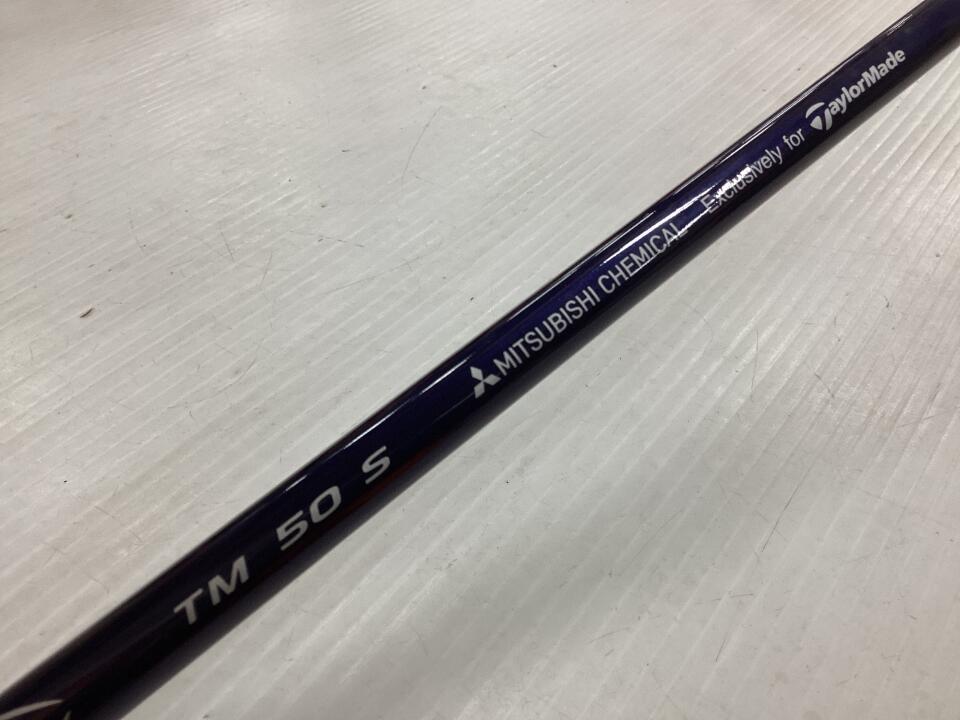 TM 50 S MITSUBISHI CHEMICAL Exclusively for TaylorMade